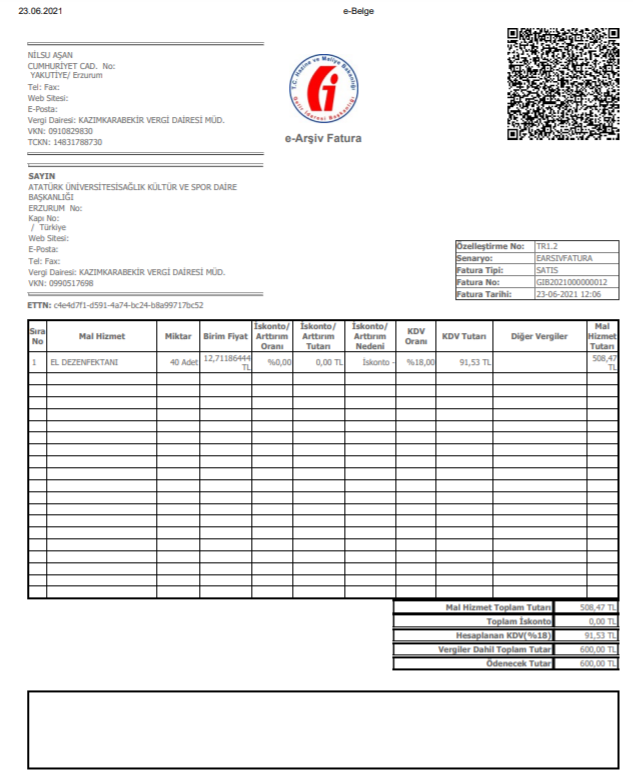 23.06.2021 e-Belge
NİLSU AŞAN
CUMHURİYET CAD. No:
YAKUTİYE/ Erzurum
Tel: Fax:
Web Sitesi:
E-Posta:
Vergi Dairesi: KAZIMKARABEKİR VERGİ DAİRESİ MÜD.
VKN: 0910829830
TCKN: 14831788730
T.C. Hazine ve Maliye Bakanlığı
Gelir İdaresi Başkanlığı
e-Arşiv Fatura
SAYIN
ATATÜRK ÜNİVERSİTESİSAĞLIK KÜLTÜR VE SPOR DAİRE
BAŞKANLIĞI
ERZURUM No:
Kapı No:
/ Türkiye
Web Sitesi:
E-Posta:
Tel: Fax:
Vergi Dairesi: KAZIMKARABEKİR VERGİ DAİRESİ MÜD.
VKN: 0990517698
Özelleştirme No: TR1.2
Senaryo: EARSIVFATURA
Fatura Tipi: SATIS
Fatura No: GIB2021000000012
Fatura Tarihi: 23-06-2021 12:06
ETTN: c4e4d7f1-d591-4a74-bc24-b8a99717bc52
Sıra No Mal Hizmet Miktar Birim Fiyat İskonto/ Arttırım Oranı İskonto/ Arttırım Tutarı İskonto/ Arttırım Nedeni KDV Oranı KDV Tutarı Diğer Vergiler Mal Hizmet Tutarı
1 EL DEZENFEKTANI 40 Adet 12,71186444 TL %0,00 0,00 TL İskonto - %18,00 91,53 TL 508,47 TL
Mal Hizmet Toplam Tutarı 508,47 TL
Toplam İskonto 0,00 TL
Hesaplanan KDV(%18) 91,53 TL
Vergiler Dahil Toplam Tutar 600,00 TL
Ödenecek Tutar 600,00 TL